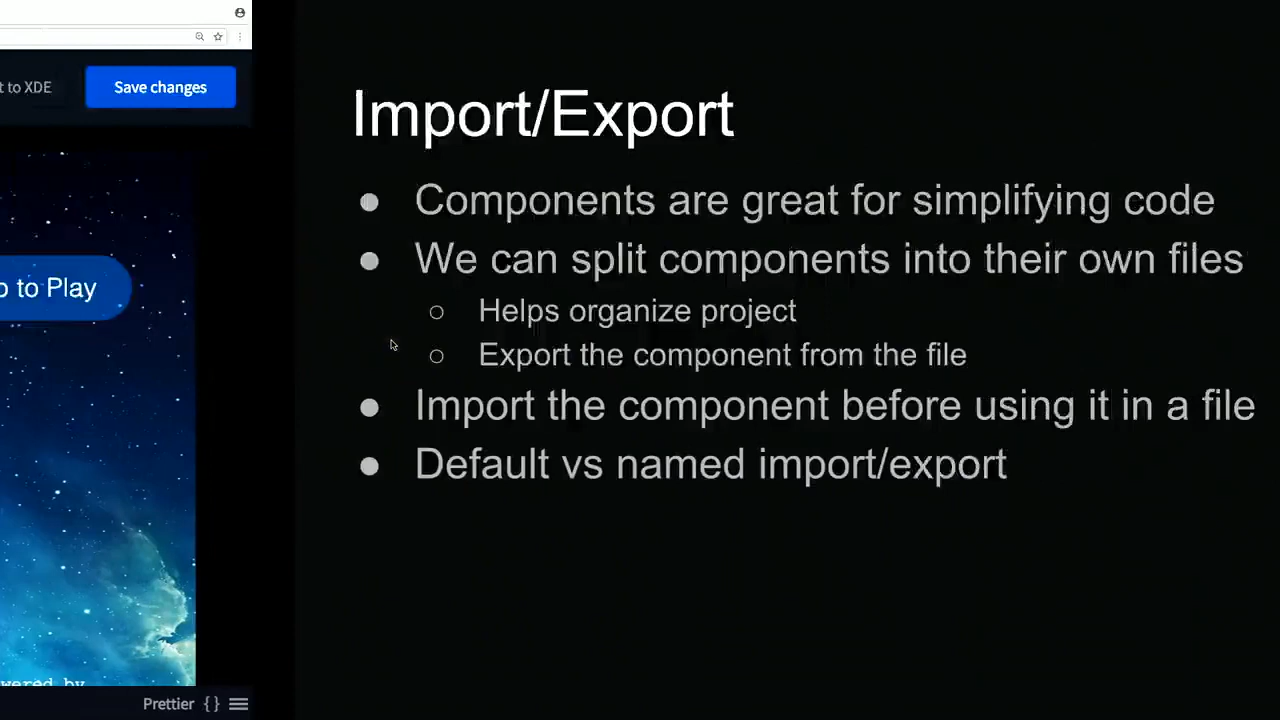 t to XDE
Save changes
o to Play
wered by
Prettier { }
Import/Export
● Components are great for simplifying code
● We can split components into their own files
○ Helps organize project
○ Export the component from the file
● Import the component before using it in a file
● Default vs named import/export